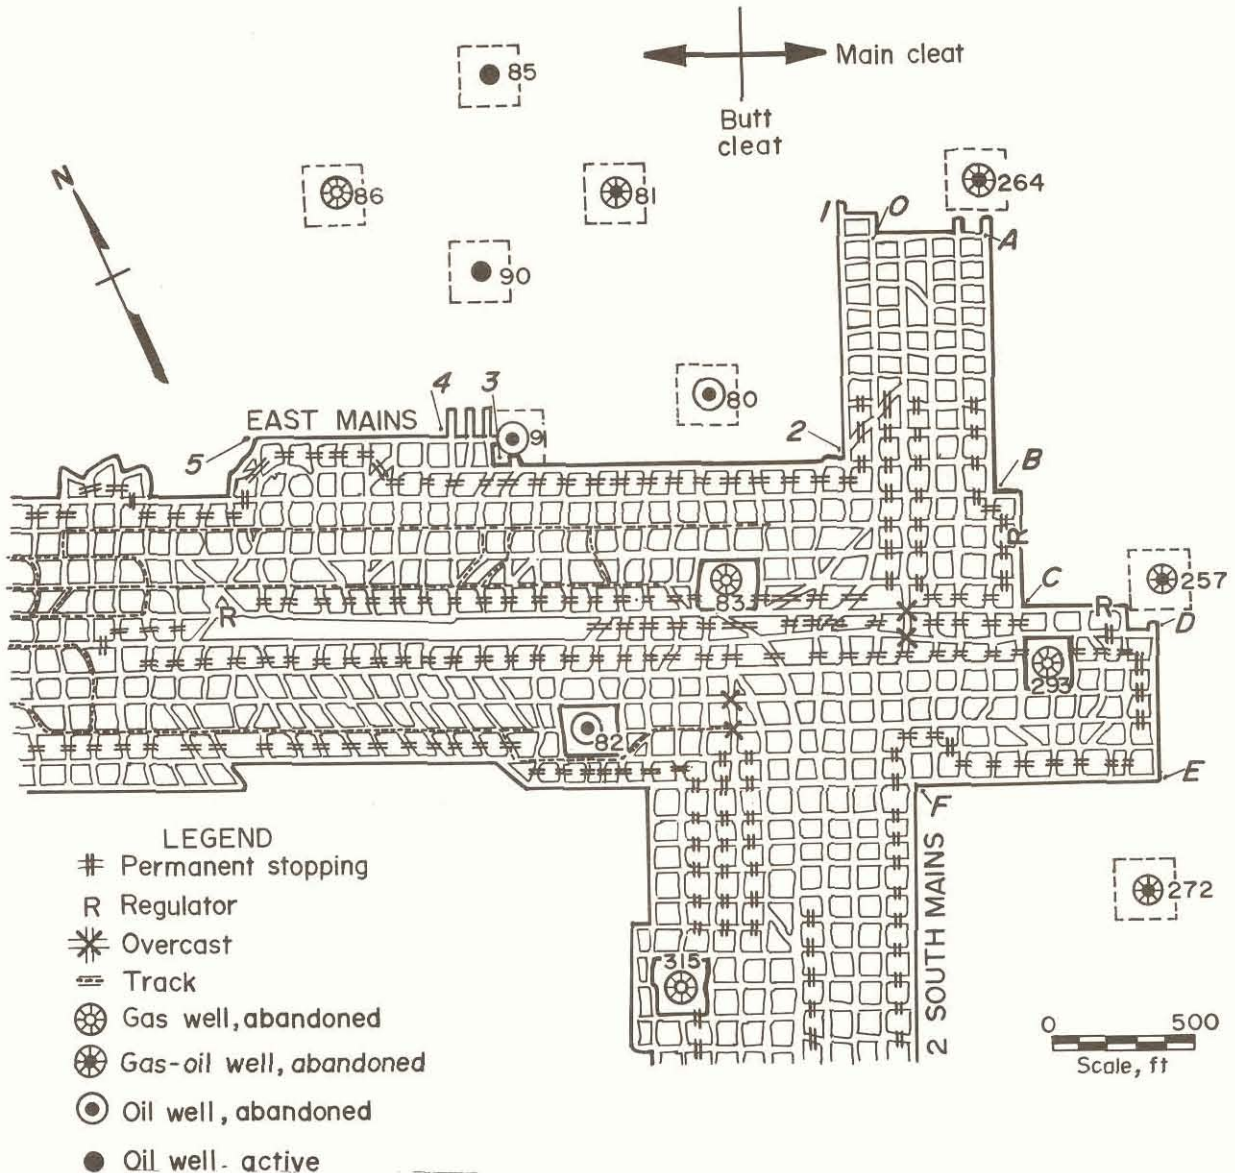 85
Main cleat
Butt
cleat
N
86
81
264
1
0
A
90
80
4
3
EAST MAINS
91
2
5
B
R
C
257
83
R
R
D
293
82
E
F
LEGEND
Permanent stopping
R Regulator
Overcast
Track
Gas well, abandoned
Gas-oil well, abandoned
Oil well, abandoned
Oil well - active
272
2 SOUTH MAINS
315
0 500
Scale, ft